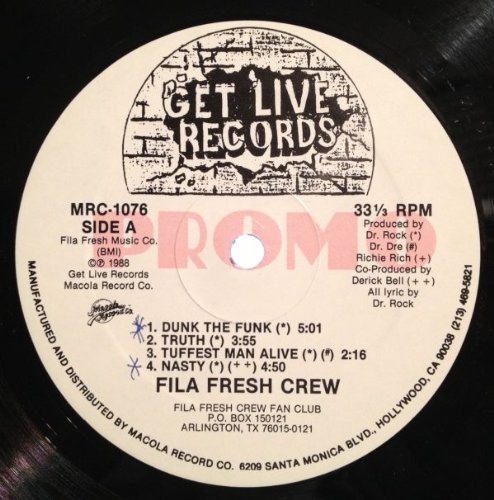 GET LIVE
RECORDS
PROMO
MRC-1076
SIDE A
Fila Fresh Music Co.
(BMI)
©℗ 1988
Get Live Records
Macola Record Co.
33⅓ RPM
Produced by
Dr. Rock (*)
Dr. Dre (#)
Richie Rich (+)
Co-Produced by
Derick Bell (++)
All lyric by
Dr. Rock
Macola
Record Co.
*1. DUNK THE FUNK (*) 5:01
2. TRUTH (*) 3:55
3. TUFFEST MAN ALIVE (*) (#) 2:16
*4. NASTY (*) (++) 4:50
FILA FRESH CREW
FILA FRESH CREW FAN CLUB
P.O. BOX 150121
ARLINGTON, TX 76015-0121
MANUFACTURED AND DISTRIBUTED BY MACOLA RECORD CO. 6209 SANTA MONICA BLVD., HOLLYWOOD, CA 90038 (213) 469-5821